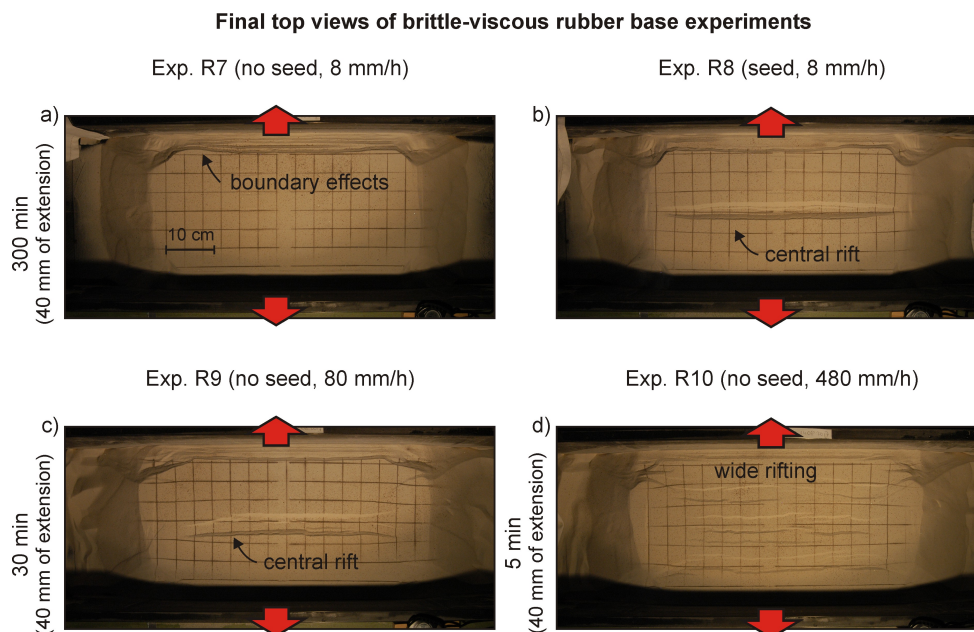 Final top views of brittle-viscous rubber base experiments
Exp. R7 (no seed, 8 mm/h)
a)
300 min
(40 mm of extension)
boundary effects
10 cm
Exp. R8 (seed, 8 mm/h)
b)
central rift
Exp. R9 (no seed, 80 mm/h)
c)
30 min
(40 mm of extension)
central rift
Exp. R10 (no seed, 480 mm/h)
d)
5 min
(40 mm of extension)
wide rifting